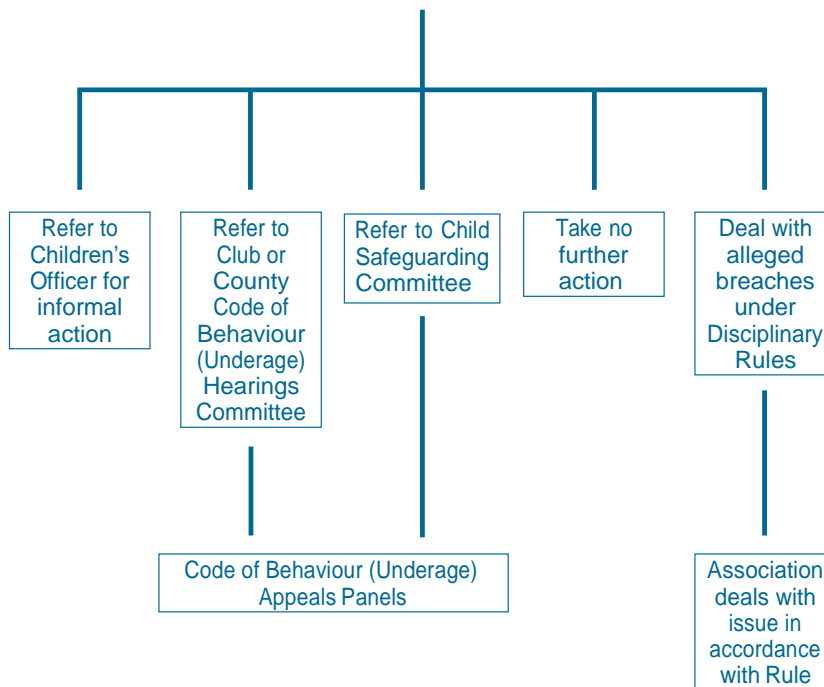 Refer to
Children's
Officer for
informal
action
Refer to
Club or
County
Code of
Behaviour
(Underage)
Hearings
Committee
Refer to Child
Safeguarding
Committee
Take no
further
action
Deal with
alleged
breaches
under
Disciplinary
Rules
Code of Behaviour (Underage)
Appeals Panels
Association
deals with
issue in
accordance
with Rule